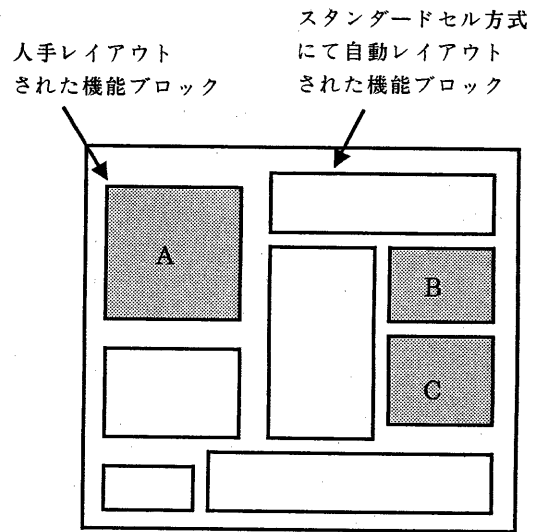 人手レイアウト
された機能ブロック
スタンダードセル方式
にて自動レイアウト
された機能ブロック
A
B
C